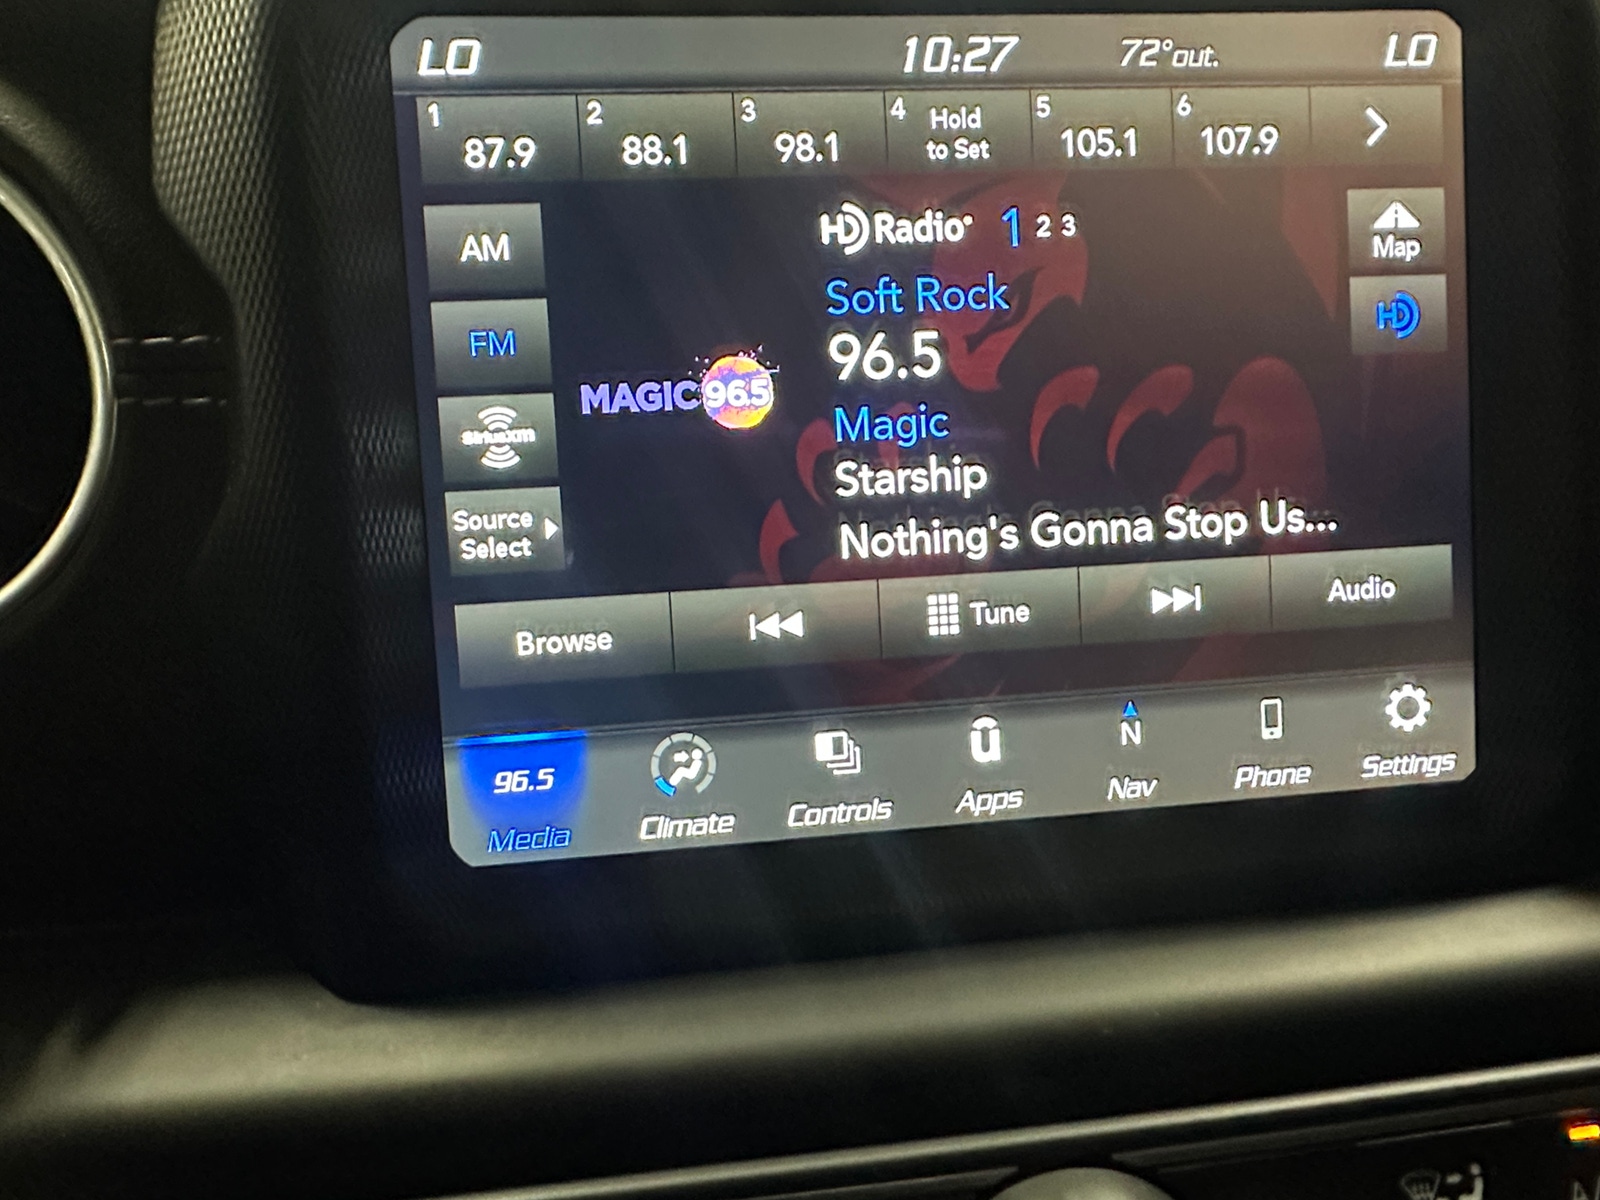 LO 10:27 72°out. LO
1 87.9 2 88.1 3 98.1 4 Hold to Set 5 105.1 6 107.9
AM
FM
SiriusXM
Source
Select
MAGIC 96.5
HD Radio 1 2 3
Soft Rock
96.5
Magic
Starship
Nothing's Gonna Stop Us...
Map
HD
Browse Tune Audio
96.5 Media Climate Controls u Apps N Nav Phone Settings